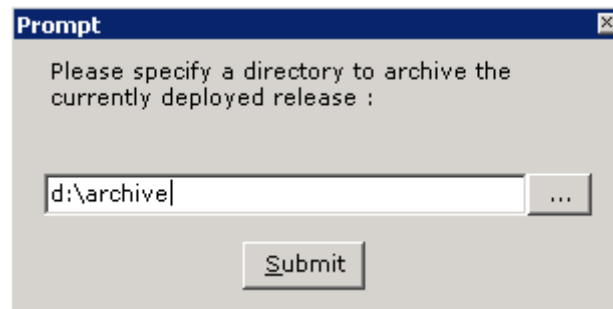 Prompt
Please specify a directory to archive the
currently deployed release :
d:\archive
...
Submit